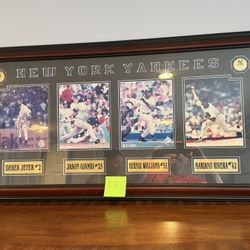 NEW YORK YANKEES
DEREK JETER #2
JASON GIAMBI #25
BERNIE WILLIAMS #51
MARIANO RIVERA #42